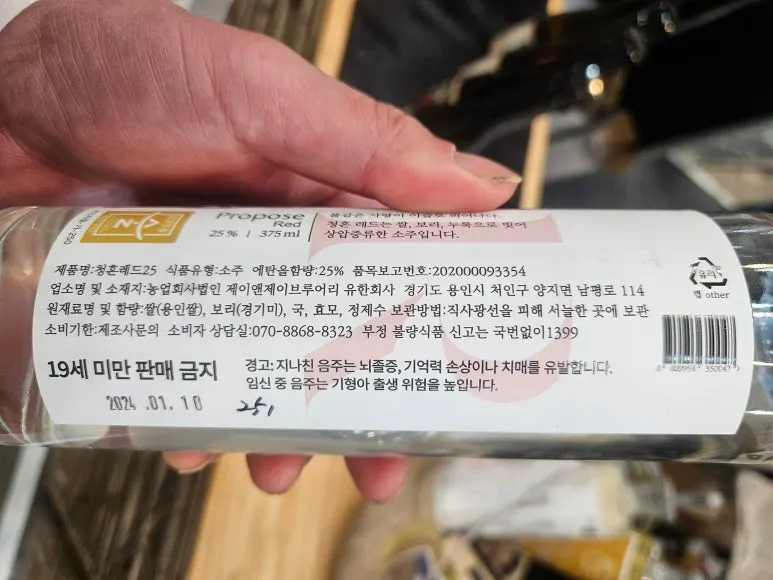 Propose
Red
25% | 375ml
청혼 레드는 쌀, 보리, 누룩으로 빚어
상압증류한 소주입니다.
제품명:청혼레드25 식품유형:소주 에탄올함량:25% 품목보고번호:202000093354
업소명 및 소재지:농업회사법인 제이앤제이브루어리 유한회사 경기도 용인시 처인구 양지면 남평로 114
원재료명 및 함량:쌀(용인쌀), 보리(경기미), 국, 효모, 정제수 보관방법:직사광선을 피해 서늘한 곳에 보관
소비기한:제조사문의 소비자 상담실:070-8868-8323 부정 불량식품 신고는 국번없이1399
유리
캡 other
19세 미만 판매 금지
경고: 지나친 음주는 뇌졸중, 기억력 손상이나 치매를 유발합니다.
임신 중 음주는 기형아 출생 위험을 높입니다.
2024 .01. 10
251
8 809954 350047